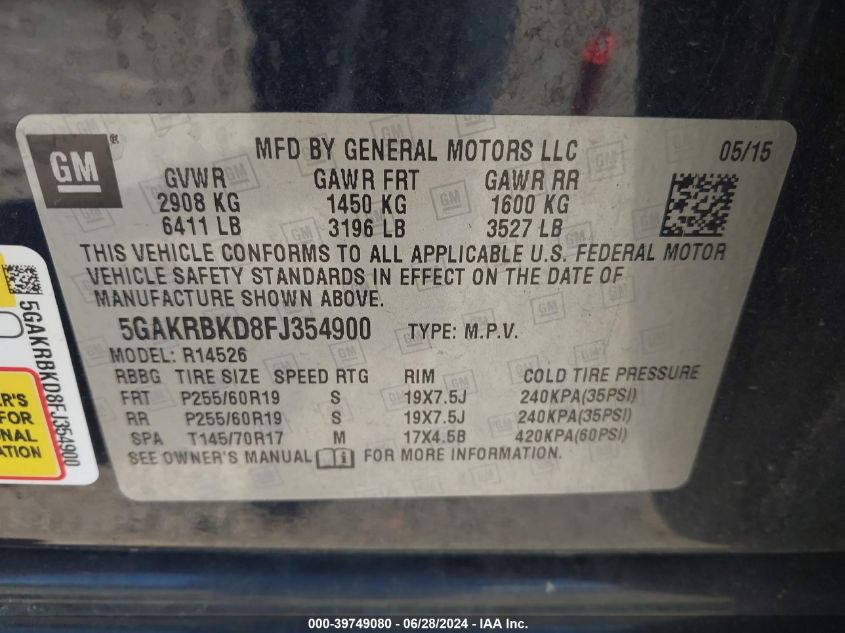 GM
MFD BY GENERAL MOTORS LLC 05/15
GVWR GAWR FRT GAWR RR
2908 KG 1450 KG 1600 KG
6411 LB 3196 LB 3527 LB
THIS VEHICLE CONFORMS TO ALL APPLICABLE U.S. FEDERAL MOTOR
VEHICLE SAFETY STANDARDS IN EFFECT ON THE DATE OF
MANUFACTURE SHOWN ABOVE.
5GAKRBKD8FJ354900 TYPE: M.P.V.
MODEL: R14526
RBBG TIRE SIZE SPEED RTG RIM COLD TIRE PRESSURE
FRT P255/60R19 S 19X7.5J 240KPA(35PSI)
RR P255/60R19 S 19X7.5J 240KPA(35PSI)
SPA T145/70R17 M 17X4.5B 420KPA(60PSI)
SEE OWNER'S MANUAL FOR MORE INFORMATION.
5GAKRBKD8FJ354900
ER'S
FOR
ONAL
ATION
000-39749080 - 06/28/2024 - IAA Inc.